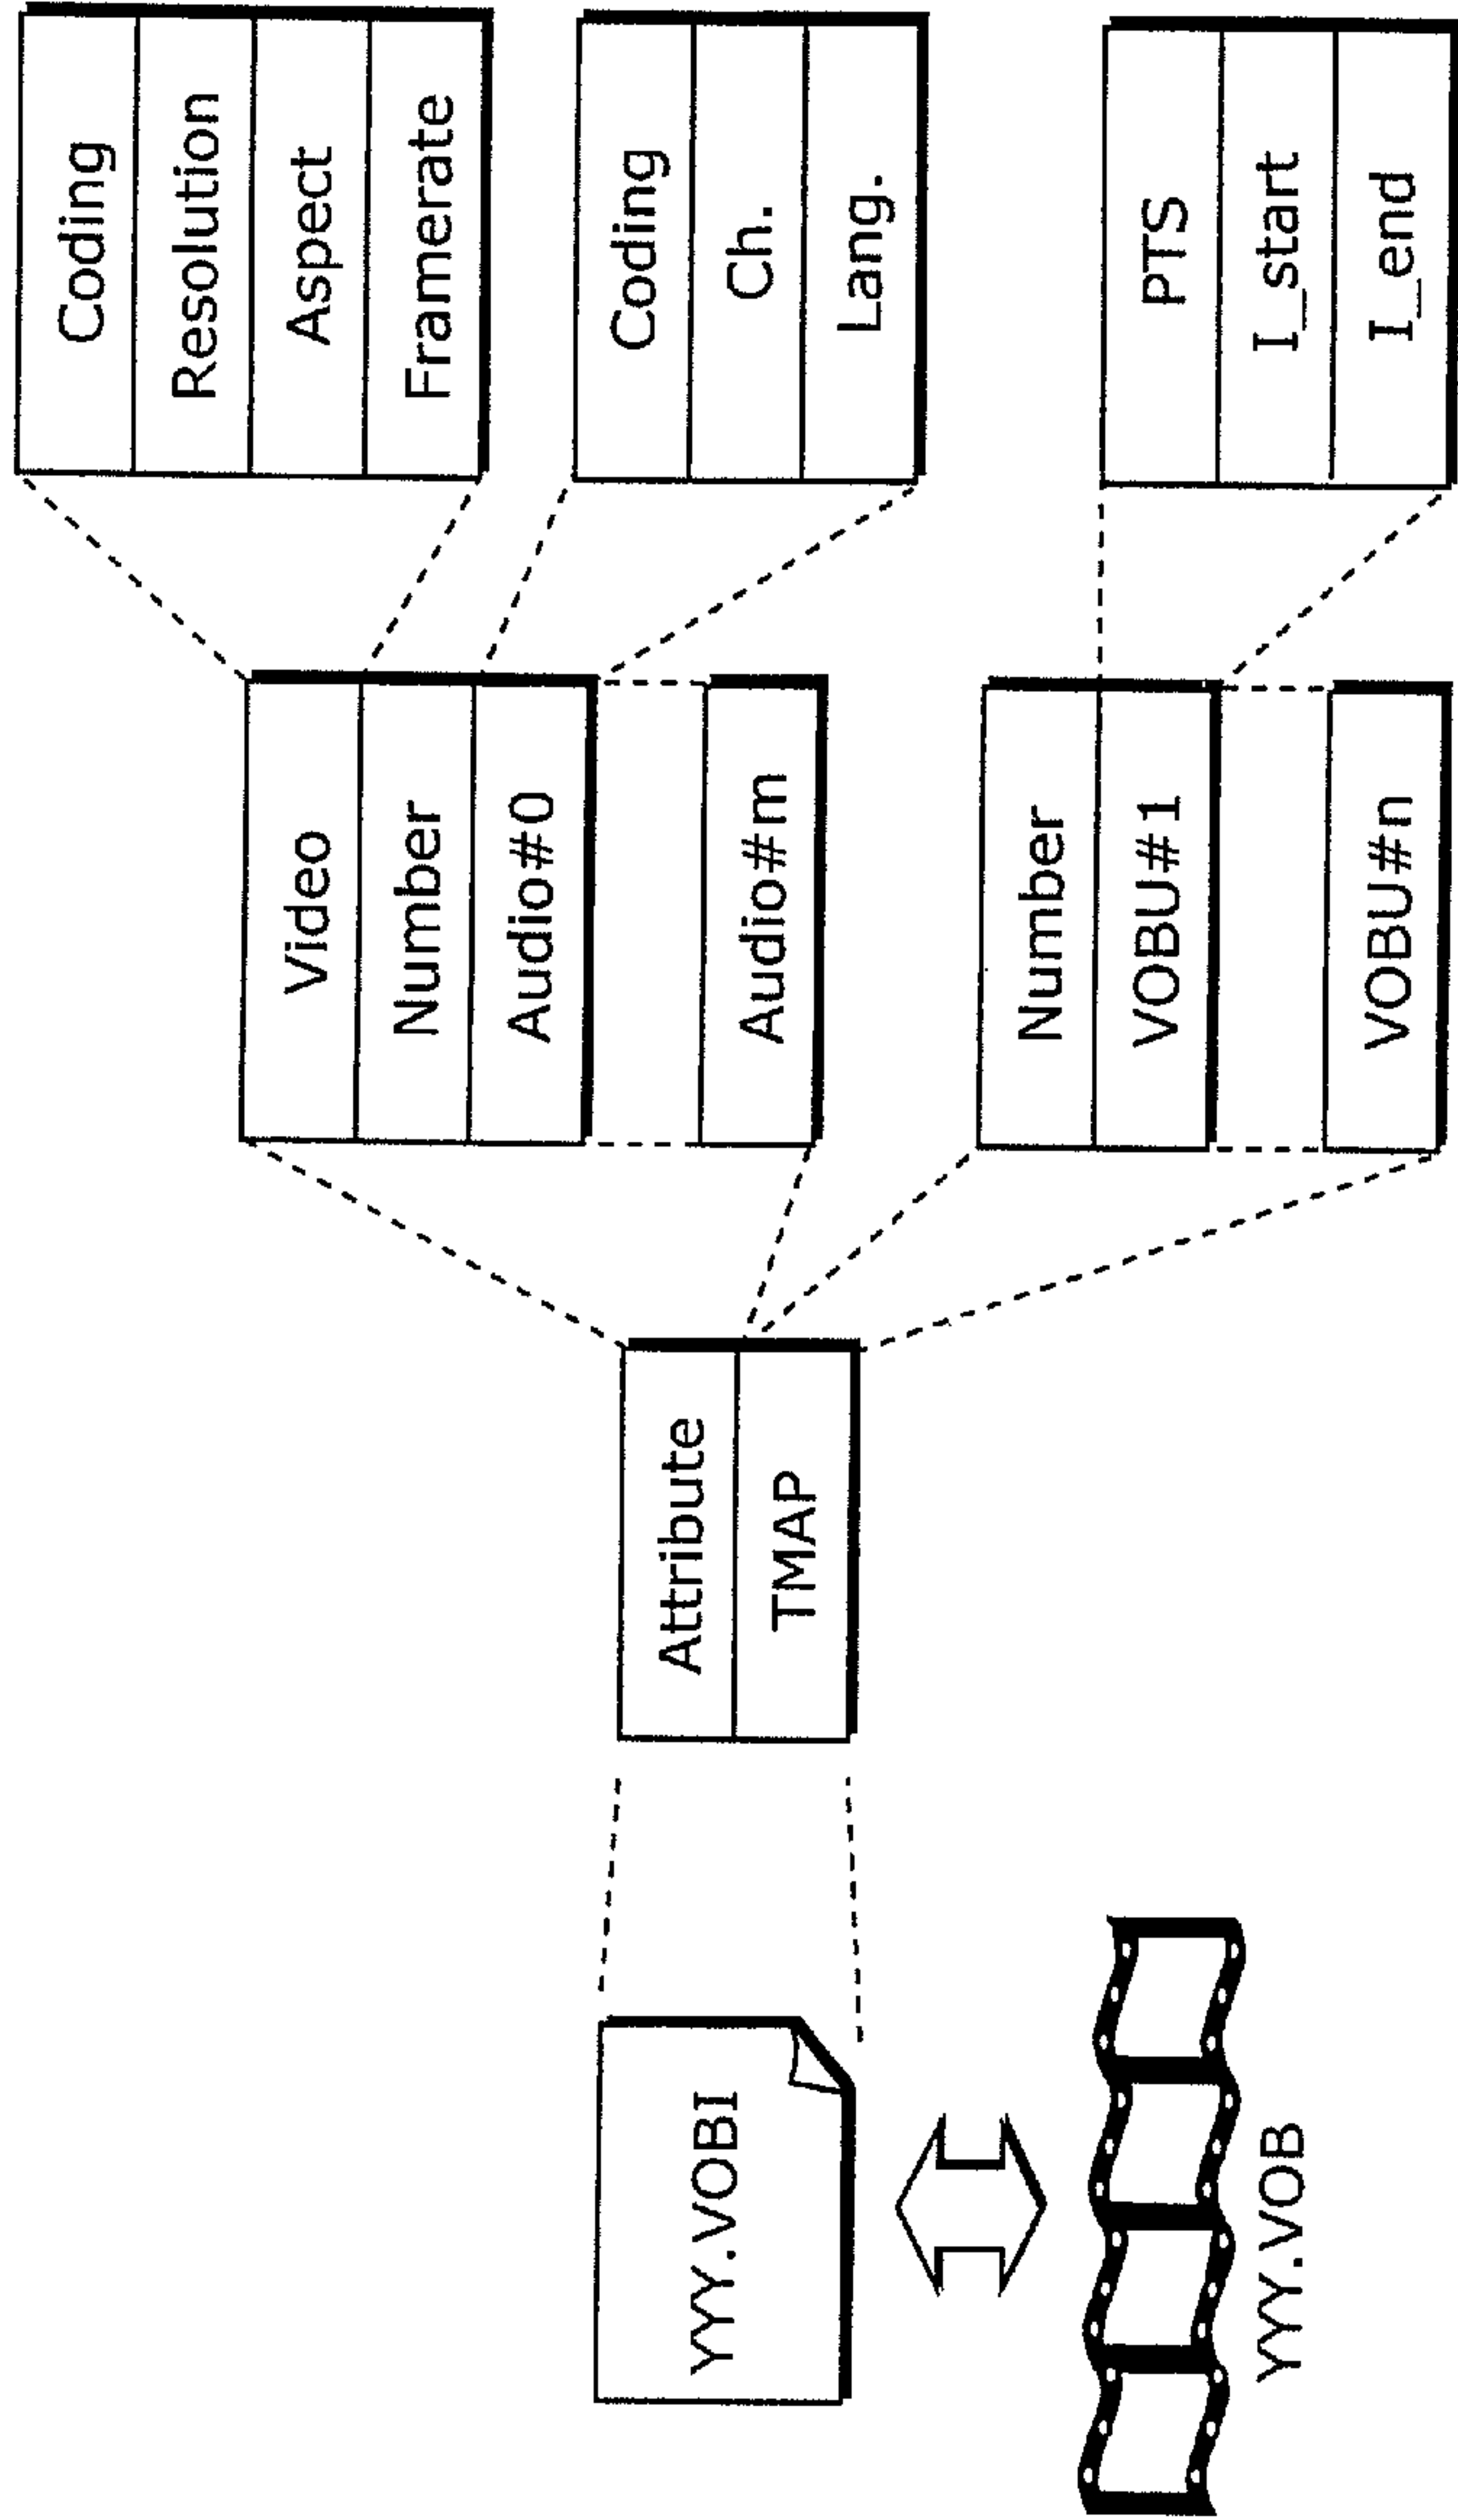 YYY.VOBI
YYY.VOB
Attribute
TMAP
Video
Number
Audio#0
Audio#m
Number
VOBU#1
VOBU#n
Coding
Resolution
Aspect
Framerate
Coding
Ch.
Lang.
PTS
I_start
I_end